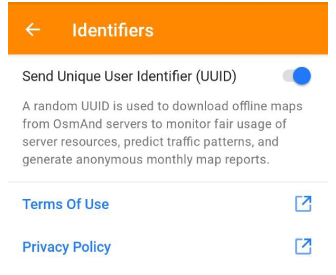 Identifiers
Send Unique User Identifier (UUID)
A random UUID is used to download offline maps
from OsmAnd servers to monitor fair usage of
server resources, predict traffic patterns, and
generate anonymous monthly map reports.
Terms Of Use
Privacy Policy